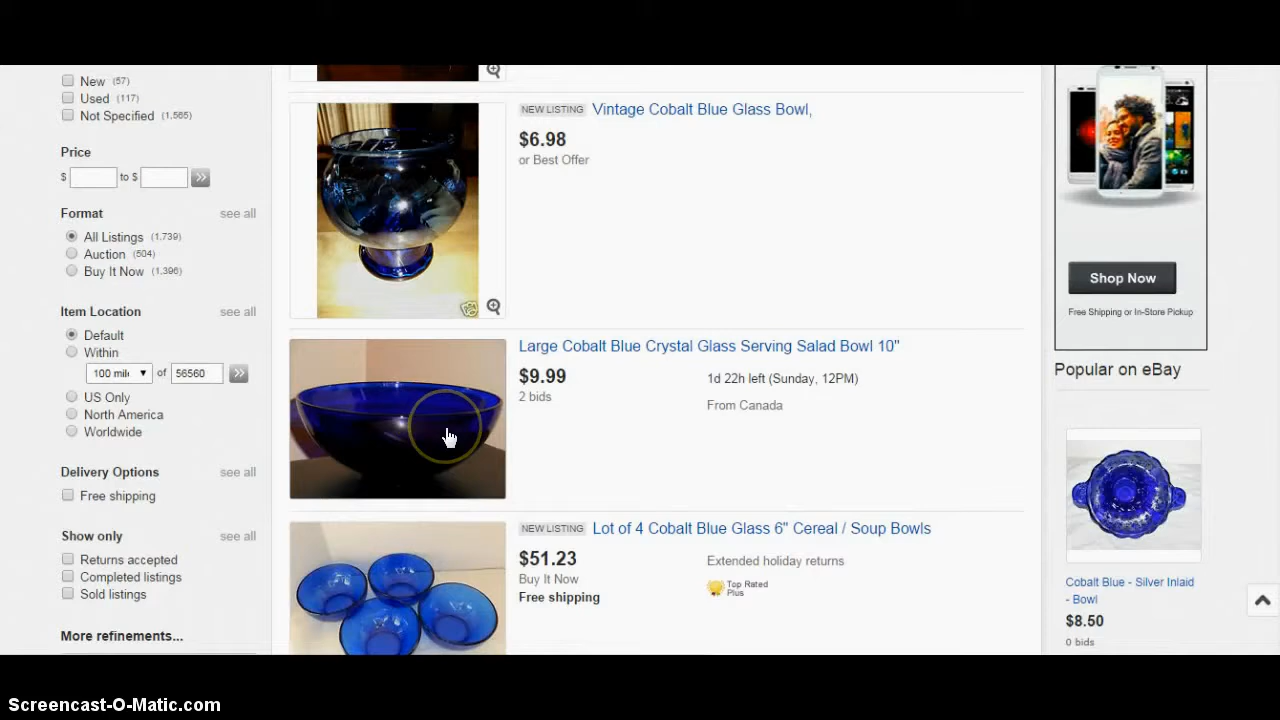 New (57)
Used (117)
Not Specified (1,565)
Price
$ to $
Format see all
All Listings (1,739)
Auction (504)
Buy It Now (1,396)
Item Location see all
Default
Within
100 mile of 56560
US Only
North America
Worldwide
Delivery Options see all
Free shipping
Show only see all
Returns accepted
Completed listings
Sold listings
More refinements...
NEW LISTING Vintage Cobalt Blue Glass Bowl,
$6.98
or Best Offer
Large Cobalt Blue Crystal Glass Serving Salad Bowl 10"
$9.99 1d 22h left (Sunday, 12PM)
2 bids
From Canada
NEW LISTING Lot of 4 Cobalt Blue Glass 6" Cereal / Soup Bowls
$51.23 Extended holiday returns
Buy It Now
Top Rated
Plus
Free shipping
Shop Now
Free Shipping or In-Store Pickup
Popular on eBay
Cobalt Blue - Silver Inlaid
- Bowl
$8.50
0 bids
Screencast-O-Matic.com